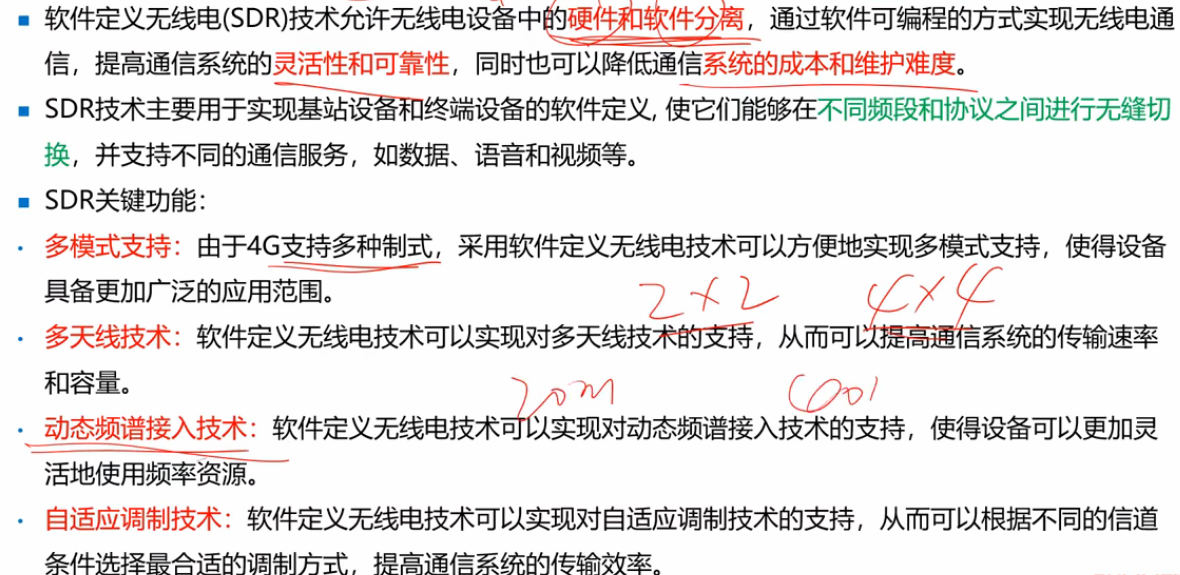 ■ 软件定义无线电(SDR)技术允许无线电设备中的硬件和软件分离，通过软件可编程的方式实现无线电通
信，提高通信系统的灵活性和可靠性，同时也可以降低通信系统的成本和维护难度。
■ SDR技术主要用于实现基站设备和终端设备的软件定义, 使它们能够在不同频段和协议之间进行无缝切
换，并支持不同的通信服务，如数据、语音和视频等。
■ SDR关键功能：
· 多模式支持：由于4G支持多种制式，采用软件定义无线电技术可以方便地实现多模式支持，使得设备
具备更加广泛的应用范围。
2×2 4×4
· 多天线技术：软件定义无线电技术可以实现对多天线技术的支持，从而可以提高通信系统的传输速率
和容量。
20M
· 动态频谱接入技术：软件定义无线电技术可以实现对动态频谱接入技术的支持，使得设备可以更加灵
活地使用频率资源。
· 自适应调制技术：软件定义无线电技术可以实现对自适应调制技术的支持，从而可以根据不同的信道
条件选择最合适的调制方式，提高通信系统的传输效率。